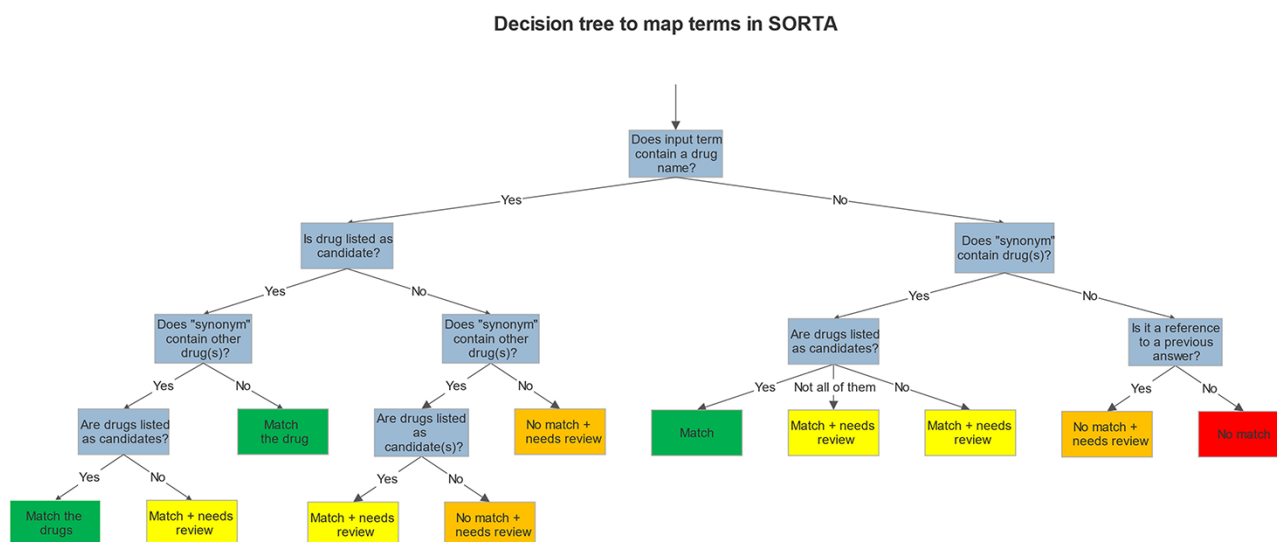 Decision tree to map terms in SORTA
Does input term
contain a drug
name?
Yes
No
Is drug listed as
candidate?
Does "synonym"
contain drug(s)?
Yes
No
Yes
No
Does "synonym"
contain other
drug(s)?
Does "synonym"
contain other
drug(s)?
Are drugs listed
as candidates?
Is it a reference
to a previous
answer?
Yes
No
Yes
No
Yes
Not all of them
No
Yes
No
Are drugs listed
as candidates?
Match
the drug
Are drugs listed
as
candidate(s)?
No match +
needs review
Match
Match + needs
review
Match + needs
review
No match +
needs review
No match
Yes
No
Yes
No
Match the
drugs
Match + needs
review
Match + needs
review
No match +
needs review